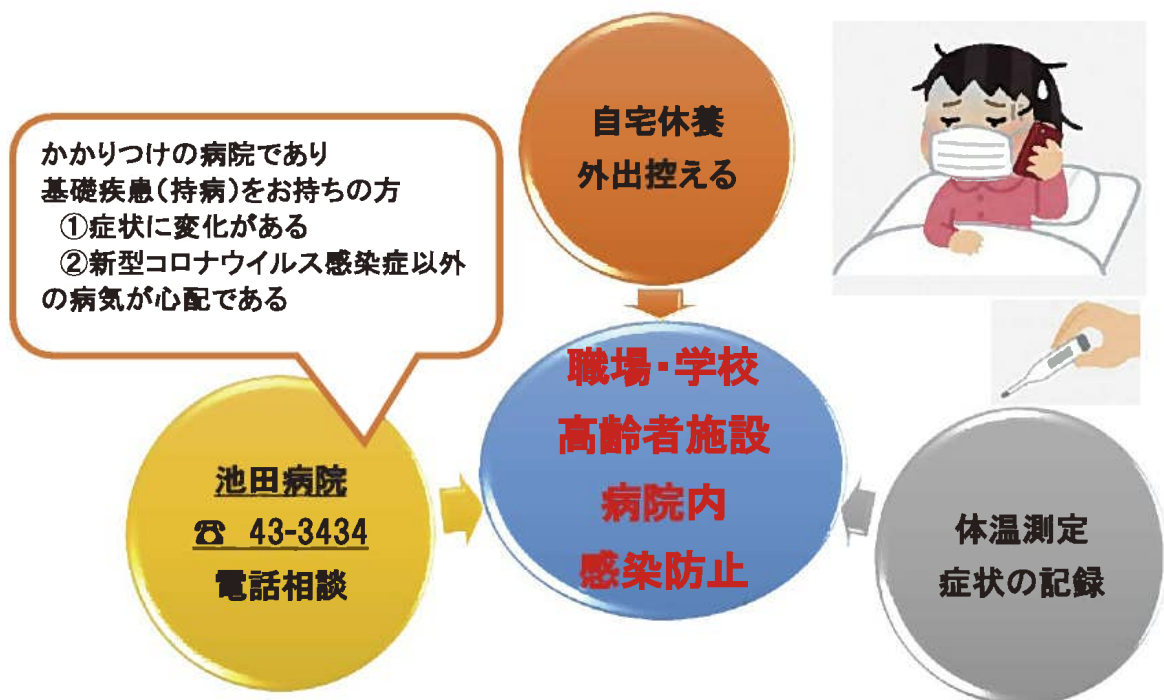 自宅休養
外出控える
かかりつけの病院であり
基礎疾患(持病)をお持ちの方
①症状に変化がある
②新型コロナウイルス感染症以外
の病気が心配である
職場・学校
高齢者施設
病院内
感染防止
池田病院
☎ 43-3434
電話相談
体温測定
症状の記録